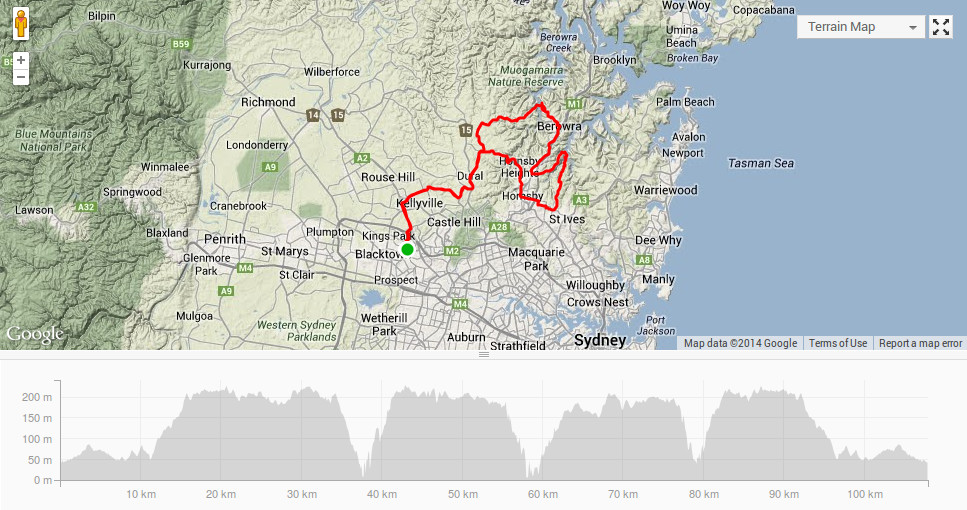 Bilpin
Woy Woy
Copacabana
Terrain Map
Umina
Beach
Berowra
Creek
B59
B59
Brooklyn
Broken Bay
Kurrajong
Wilberforce
Muogamarra
Nature Reserve
Richmond
M1
Palm Beach
14
15
15
Berowra
Blue Mountains
National Park
Avalon
Londonderry
Newport
A2
Hornsby
Heights
Tasman Sea
Winmalee
A9
Rouse Hill
Dural
Springwood
Warriewood
Lawson
A32
Cranebrook
Kellyville
Hornsby
A3
Castle Hill
St Ives
Blaxland
Penrith
Plumpton
Kings Park
A28
Dee Why
St Marys
Blacktown
M2
Macquarie
Park
Glenmore
Park
M4
St Clair
A8
Prospect
Manly
A9
Willoughby
M4
Crows Nest
Mulgoa
Wetherill
Park
Western Sydney
Parklands
Port
Jackson
Google
Auburn
Sydney
Strathfield
Map data ©2014 Google
Terms of Use
Report a map error
200 m
150 m
100 m
50 m
0 m
10 km
20 km
30 km
40 km
50 km
60 km
70 km
80 km
90 km
100 km